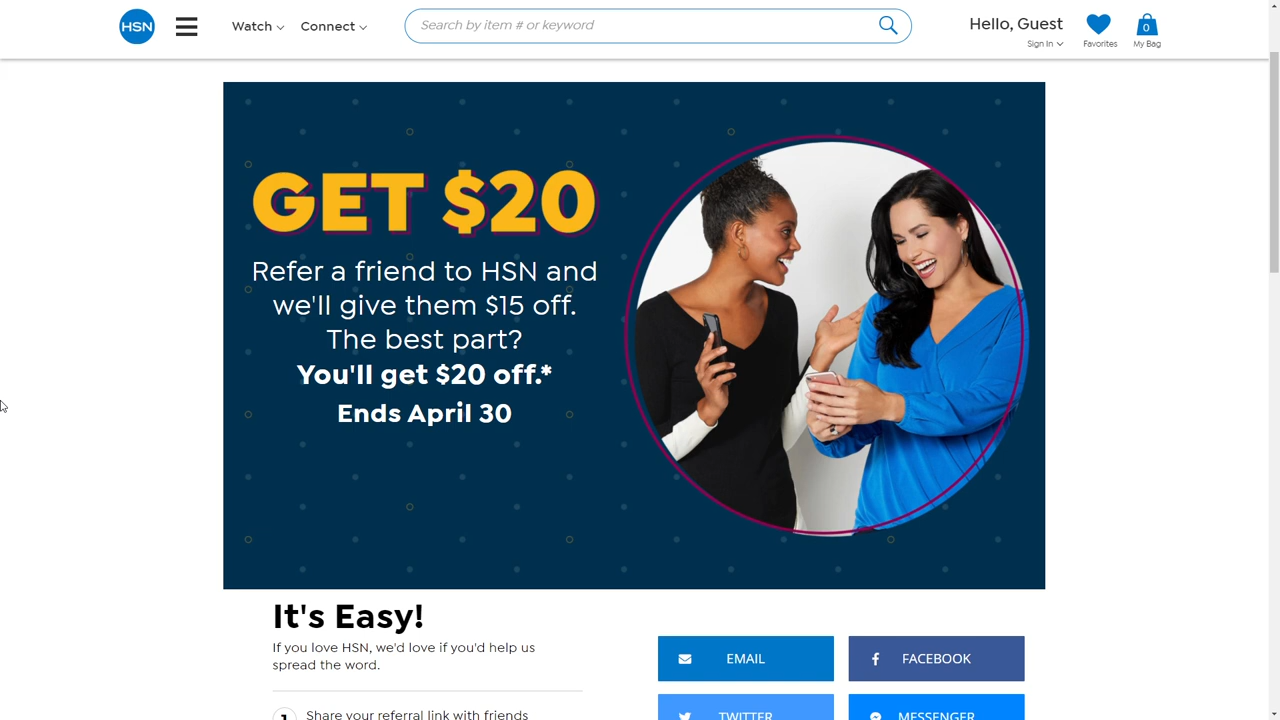 HSN
Watch
Connect
Search by item # or keyword
Hello, Guest
Sign In
Favorites
0
My Bag
GET $20
Refer a friend to HSN and
we'll give them $15 off.
The best part?
You'll get $20 off.*
Ends April 30
It's Easy!
If you love HSN, we'd love if you'd help us
spread the word.
1 Share your referral link with friends
EMAIL
FACEBOOK
TWITTER
MESSENGER